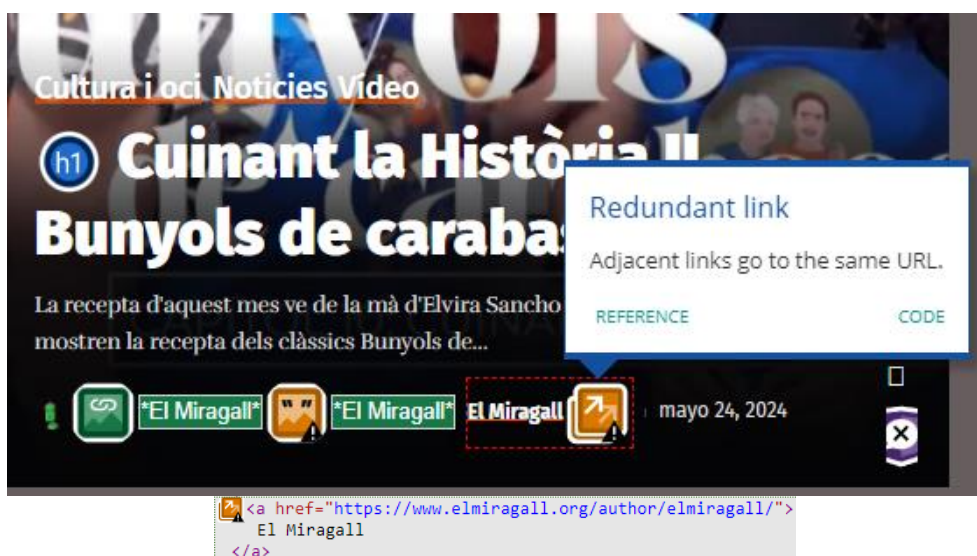 Cultura i oci Noticies Vídeo
h1 Cuinant la Història II
Redundant link
Bunyols de
Adjacent links go to the same URL.
La recepta d'aquest mes ve de la mà d'Elvira Sancho
REFERENCE CODE
mostren la recepta dels clàssics Bunyols de...
*El Miragall* *El Miragall* El Miragall mayo 24, 2024
<a href="https://www.elmiragall.org/author/elmiragall/">
El Miragall
</a>